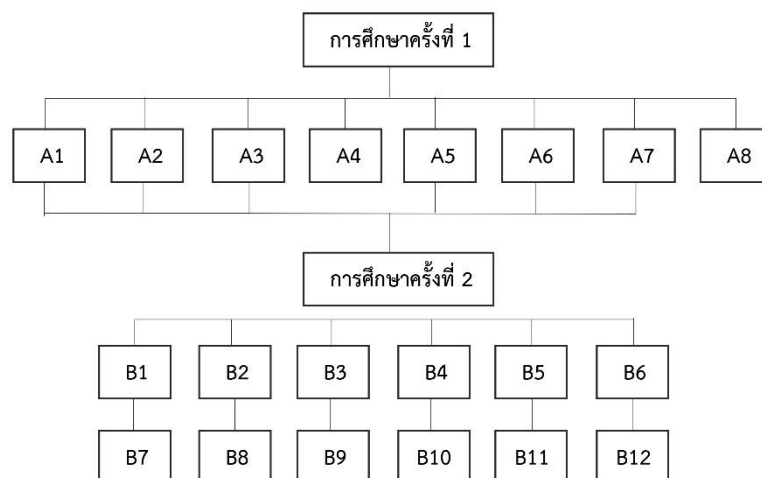 การศึกษาครั้งที่ 1
A1 A2 A3 A4 A5 A6 A7 A8
การศึกษาครั้งที่ 2
B1 B2 B3 B4 B5 B6
B7 B8 B9 B10 B11 B12